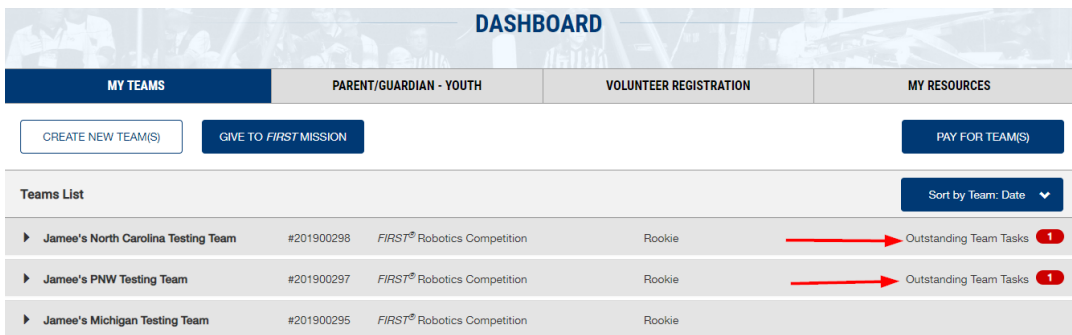 DASHBOARD
MY TEAMS PARENT/GUARDIAN - YOUTH VOLUNTEER REGISTRATION MY RESOURCES
CREATE NEW TEAM(S) GIVE TO FIRST MISSION PAY FOR TEAM(S)
Teams List Sort by Team: Date
Jamee's North Carolina Testing Team #201900298 FIRST® Robotics Competition Rookie Outstanding Team Tasks 1
Jamee's PNW Testing Team #201900297 FIRST® Robotics Competition Rookie Outstanding Team Tasks 1
Jamee's Michigan Testing Team #201900295 FIRST® Robotics Competition Rookie